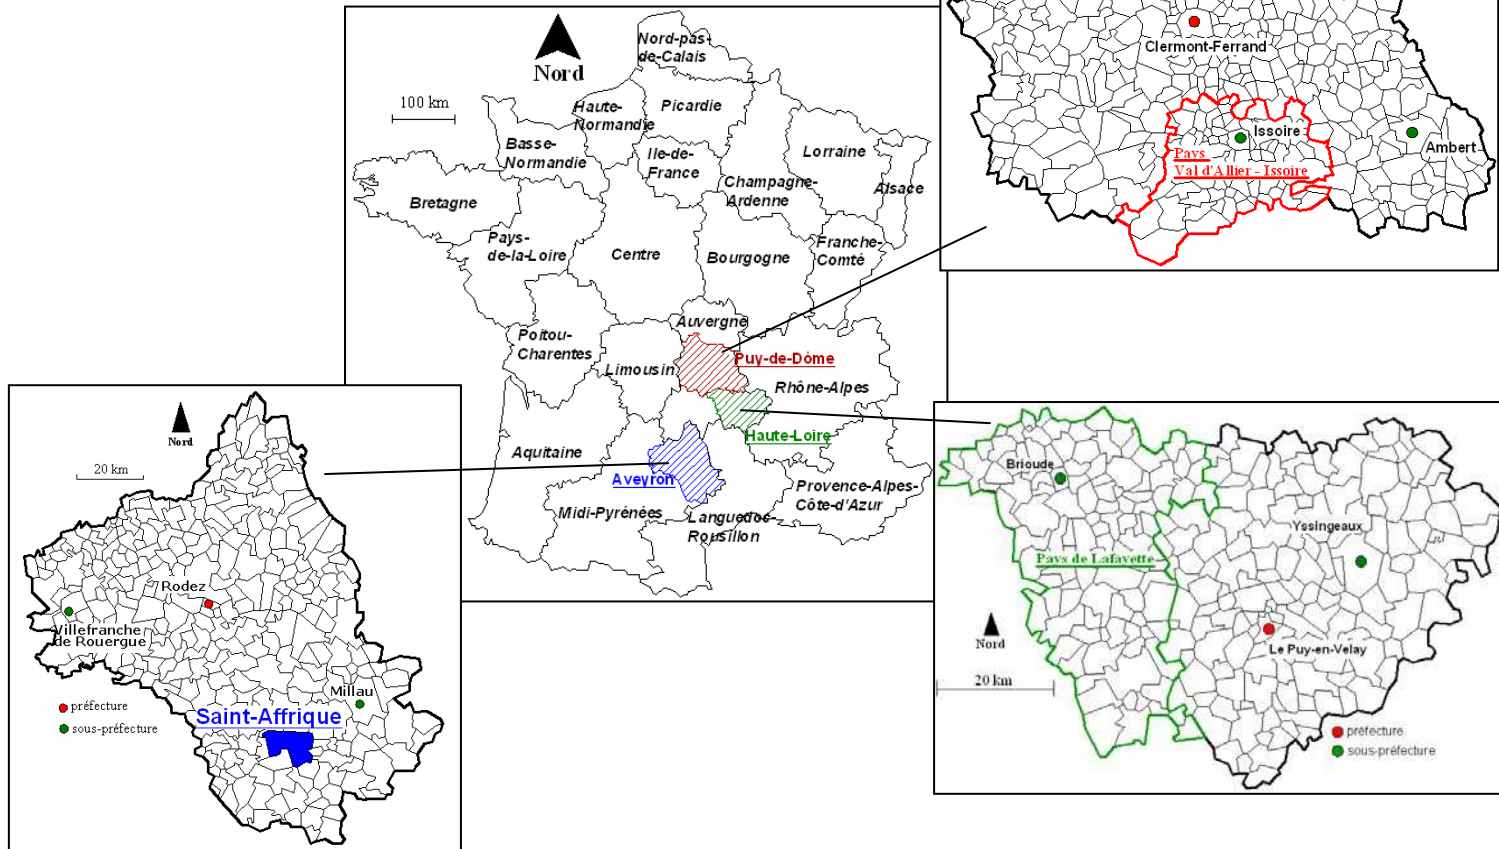 Nord
100 km
Nord-pas-
de-Calais
Haute-
Normandie
Picardie
Basse-
Normandie
Ile-de-
France
Lorraine
Champagne-
Ardenne
Alsace
Bretagne
Pays-
de-la-Loire
Centre
Bourgogne
Franche-
Comté
Poitou-
Charentes
Auvergne
Limousin
Puy-de-Dôme
Rhône-Alpes
Haute-Loire
Aquitaine
Aveyron
Midi-Pyrénées
Languedoc-
Rousillon
Provence-Alpes-
Côte-d'Azur
Clermont-Ferrand
Issoire
Ambert
Pays
Val d'Allier - Issoire
Nord
20 km
Rodez
Villefranche
de Rouergue
Millau
Saint-Affrique
préfecture
sous-préfecture
Brioude
Yssingeaux
Pays de Lafayette
Nord
20 km
Le Puy-en-Velay
préfecture
sous-préfecture